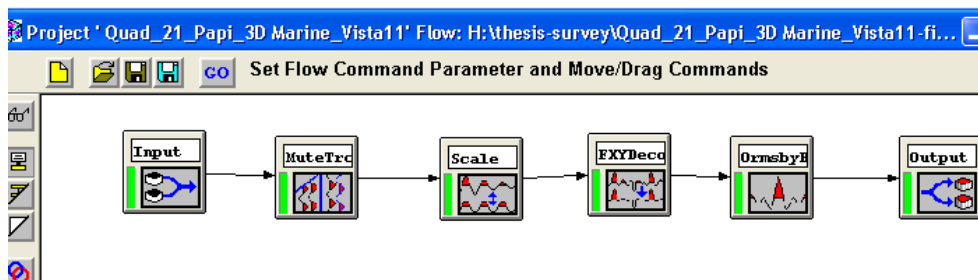 Project ' Quad_21_Papi_3D Marine_Vista11' Flow: H:\thesis-survey\Quad_21_Papi_3D Marine_Vista11-fi...
GO Set Flow Command Parameter and Move/Drag Commands
Input MuteTrc Scale FXYDeco OrmsbyB Output